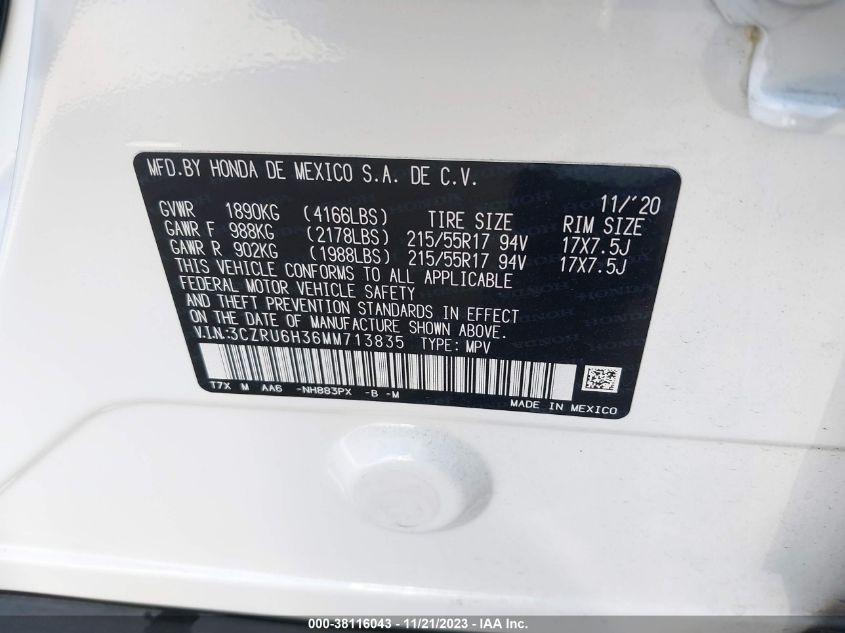 MFD.BY HONDA DE MEXICO S.A. DE C.V.
11/'20
GVWR 1890KG (4166LBS) TIRE SIZE RIM SIZE
GAWR F 988KG (2178LBS) 215/55R17 94V 17X7.5J
GAWR R 902KG (1988LBS) 215/55R17 94V 17X7.5J
THIS VEHICLE CONFORMS TO ALL APPLICABLE
FEDERAL MOTOR VEHICLE SAFETY
AND THEFT PREVENTION STANDARDS IN EFFECT
ON THE DATE OF MANUFACTURE SHOWN ABOVE.
V.I.N:3CZRU6H36MM713835 TYPE: MPV
T7X M AA6 -NH883PX -B -M
MADE IN MEXICO
000-38116043 - 11/21/2023 - IAA Inc.